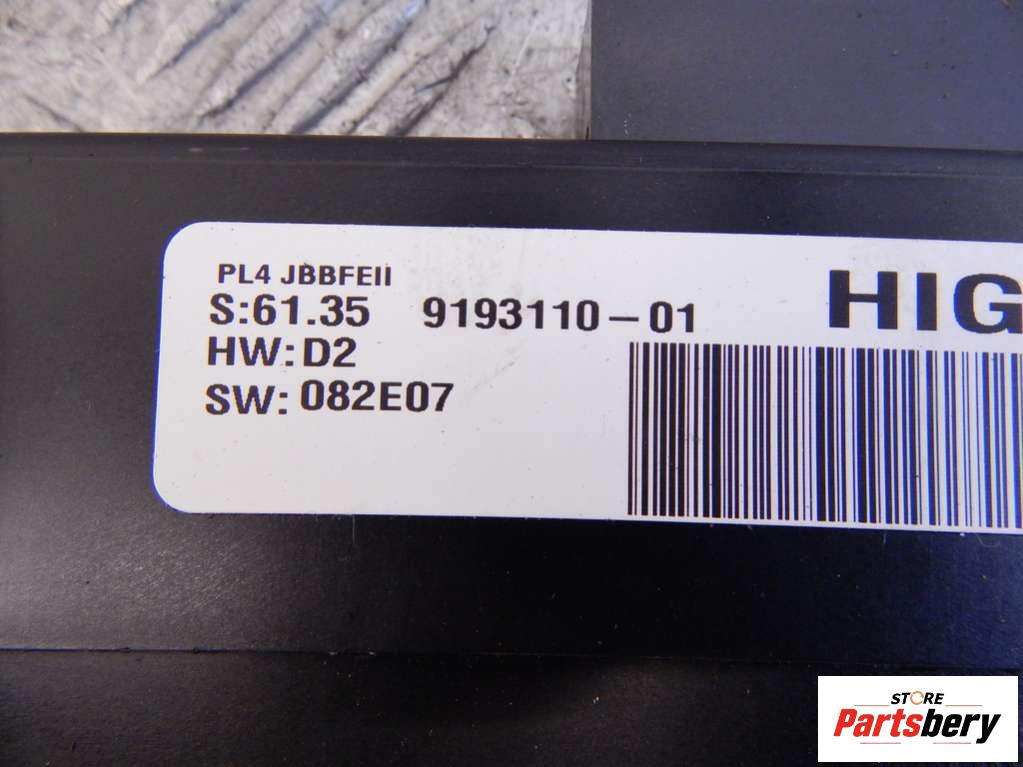 PL4 JBBFEII
S:61.35 9193110-01
HW:D2
SW:082E07
HIG
STORE
Partsbery